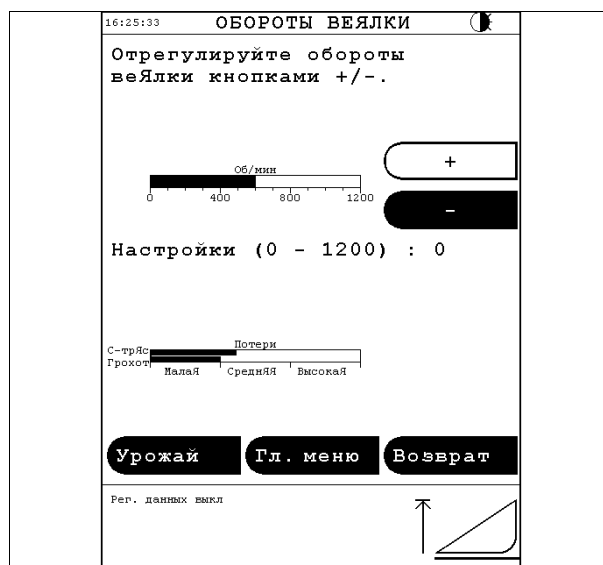 16:25:33 ОБОРОТЫ ВЕЯЛКИ
Отрегулируйте обороты
веЯлки кнопками +/-.
+
Об/мин
0 400 800 1200
-
Настройки (0 - 1200) : 0
Потери
С-трЯс
Грохот
МалаЯ СреднЯЯ ВысокаЯ
Урожай Гл. меню Возврат
Рег. данных выкл